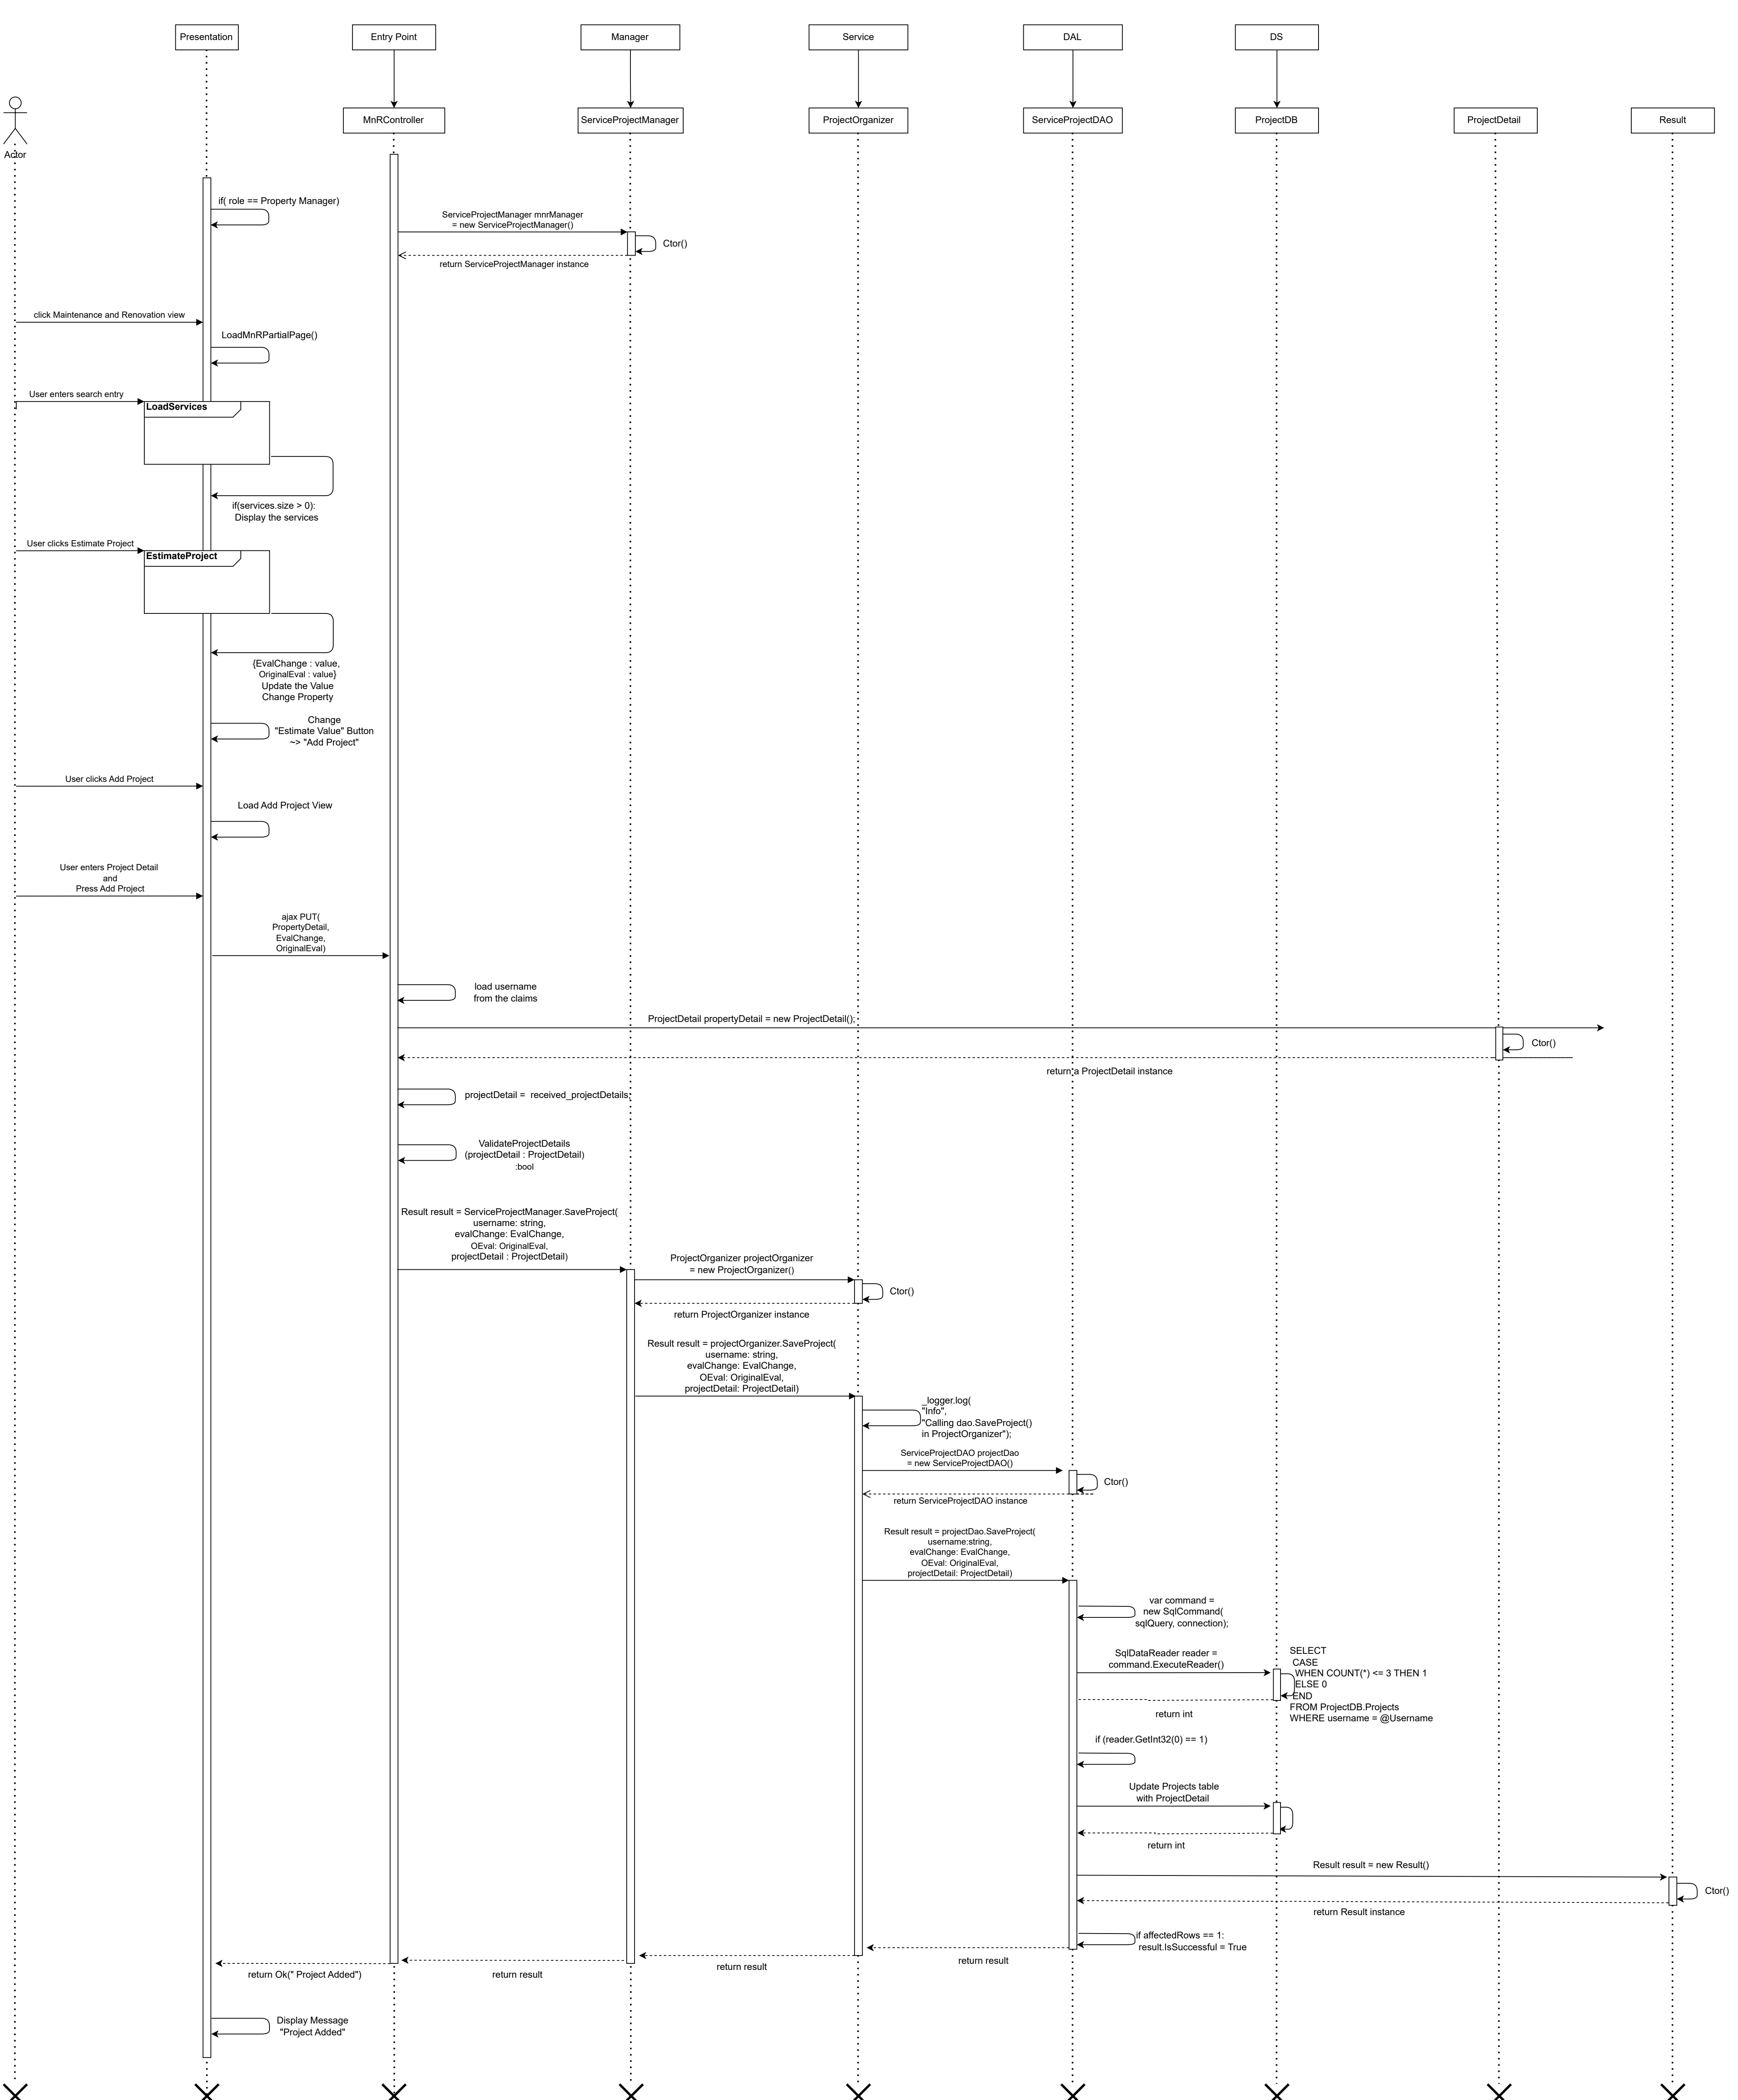 Presentation
Entry Point
Manager
Service
DAL
DS
MnRController
ServiceProjectManager
ProjectOrganizer
ServiceProjectDAO
ProjectDB
ProjectDetail
Result
Actor
if( role == Property Manager)
ServiceProjectManager mnrManager
= new ServiceProjectManager()
Ctor()
return ServiceProjectManager instance
click Maintenance and Renovation view
LoadMnRPartialPage()
User enters search entry
LoadServices
if(services.size > 0):
Display the services
User clicks Estimate Project
EstimateProject
{EvalChange : value,
OriginalEval : value}
Update the Value
Change Property
Change
"Estimate Value" Button
~> "Add Project"
User clicks Add Project
Load Add Project View
User enters Project Detail
and
Press Add Project
ajax PUT(
PropertyDetail,
EvalChange,
OriginalEval)
load username
from the claims
ProjectDetail propertyDetail = new ProjectDetail();
Ctor()
return a ProjectDetail instance
projectDetail = received_projectDetails;
ValidateProjectDetails
(projectDetail : ProjectDetail)
:bool
Result result = ServiceProjectManager.SaveProject(
username: string,
evalChange: EvalChange,
OEval: OriginalEval,
projectDetail : ProjectDetail)
ProjectOrganizer projectOrganizer
= new ProjectOrganizer()
Ctor()
return ProjectOrganizer instance
Result result = projectOrganizer.SaveProject(
username: string,
evalChange: EvalChange,
OEval: OriginalEval,
projectDetail: ProjectDetail)
_logger.log(
"Info",
"Calling dao.SaveProject()
in ProjectOrganizer");
ServiceProjectDAO projectDao
= new ServiceProjectDAO()
Ctor()
return ServiceProjectDAO instance
Result result = projectDao.SaveProject(
username:string,
evalChange: EvalChange,
OEval: OriginalEval,
projectDetail: ProjectDetail)
var command =
new SqlCommand(
sqlQuery, connection);
SqlDataReader reader =
command.ExecuteReader()
SELECT
CASE
WHEN COUNT(*) <= 3 THEN 1
ELSE 0
END
FROM ProjectDB.Projects
WHERE username = @Username
return int
if (reader.GetInt32(0) == 1)
Update Projects table
with ProjectDetail
return int
Result result = new Result()
Ctor()
return Result instance
if affectedRows == 1:
result.IsSuccessful = True
return result
return result
return result
return Ok(" Project Added")
Display Message
"Project Added"